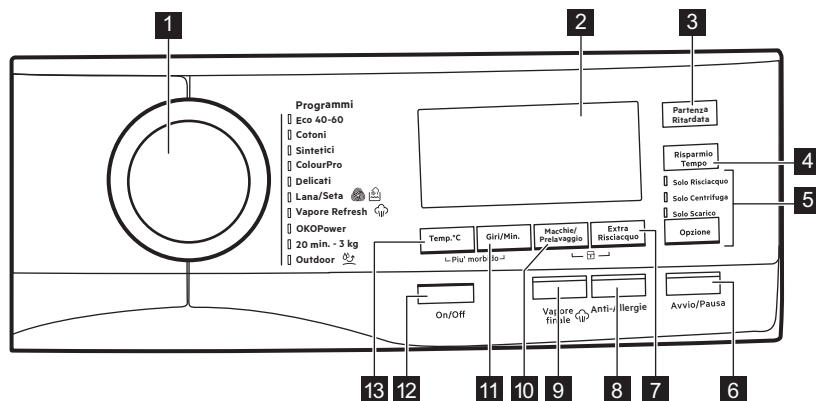 1
2
3
Programmi
Eco 40-60
Cotoni
Sintetici
ColourPro
Delicati
Lana/Seta
Vapore Refresh
OKOPower
20 min. - 3 kg
Outdoor
Partenza
Ritardata
Risparmio
Tempo
4
Solo Risciacquo
Solo Centrifuga
Solo Scarico
5
Opzione
Temp.°C
Giri/Min.
Macchie/
Prelavaggio
Extra
Risciacquo
Piu' morbido
On/Off
Vapore
finale
Anti-Allergie
Avvio/Pausa
13
12
11
10
9
8
7
6